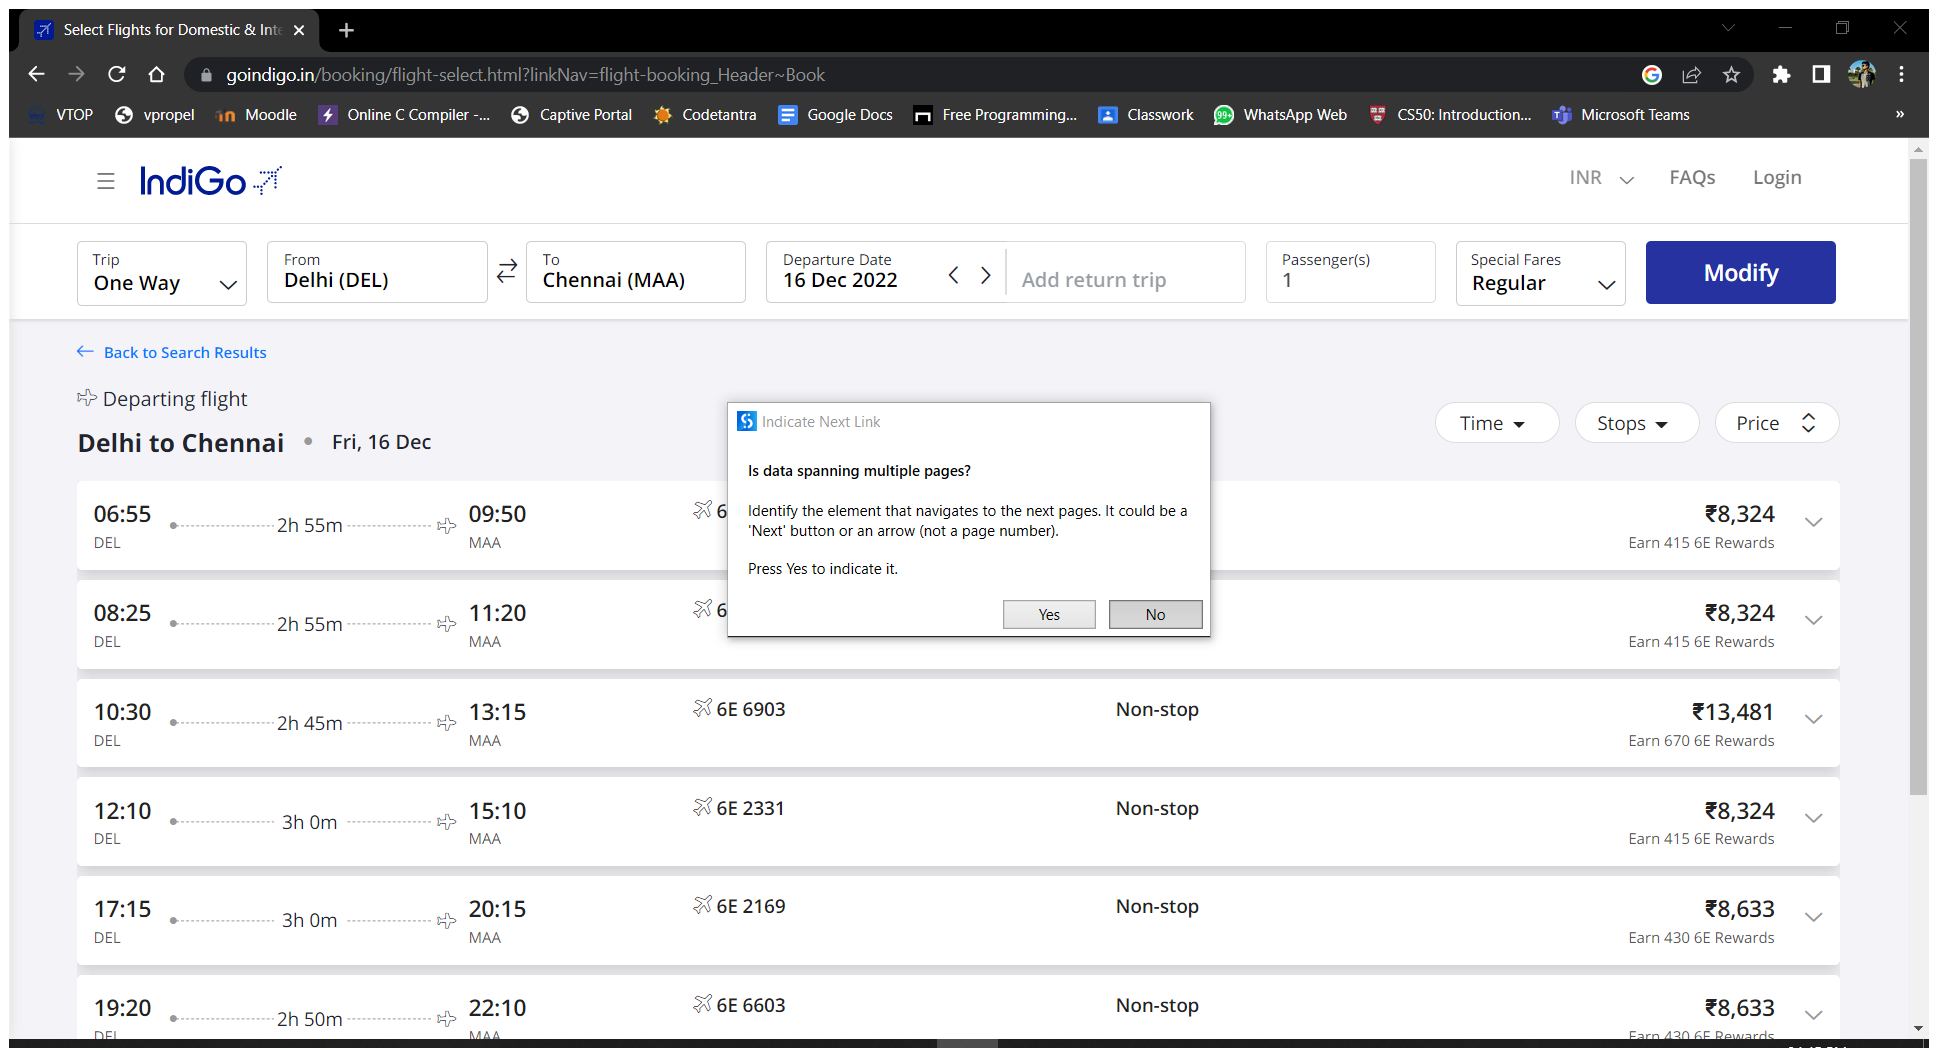 Select Flights for Domestic & Inte
goindigo.in/booking/flight-select.html?linkNav=flight-booking_Header~Book
VTOP vpropel Moodle Online C Compiler -... Captive Portal Codetantra Google Docs Free Programming... Classwork 99+ WhatsApp Web CS50: Introduction... Microsoft Teams »
IndiGo INR FAQs Login
Trip From To Departure Date Passenger(s) Special Fares
One Way Delhi (DEL) Chennai (MAA) 16 Dec 2022 Add return trip 1 Regular Modify
Back to Search Results
Departing flight
Delhi to Chennai • Fri, 16 Dec
Time Stops Price
Indicate Next Link
Is data spanning multiple pages?
Identify the element that navigates to the next pages. It could be a
'Next' button or an arrow (not a page number).
Press Yes to indicate it.
Yes No
06:55 2h 55m 09:50 6 ₹8,324
DEL MAA Earn 415 6E Rewards
08:25 2h 55m 11:20 6 ₹8,324
DEL MAA Earn 415 6E Rewards
10:30 2h 45m 13:15 6E 6903 Non-stop ₹13,481
DEL MAA Earn 670 6E Rewards
12:10 3h 0m 15:10 6E 2331 Non-stop ₹8,324
DEL MAA Earn 415 6E Rewards
17:15 3h 0m 20:15 6E 2169 Non-stop ₹8,633
DEL MAA Earn 430 6E Rewards
19:20 2h 50m 22:10 6E 6603 Non-stop ₹8,633
DEL MAA Earn 430 6E Rewards